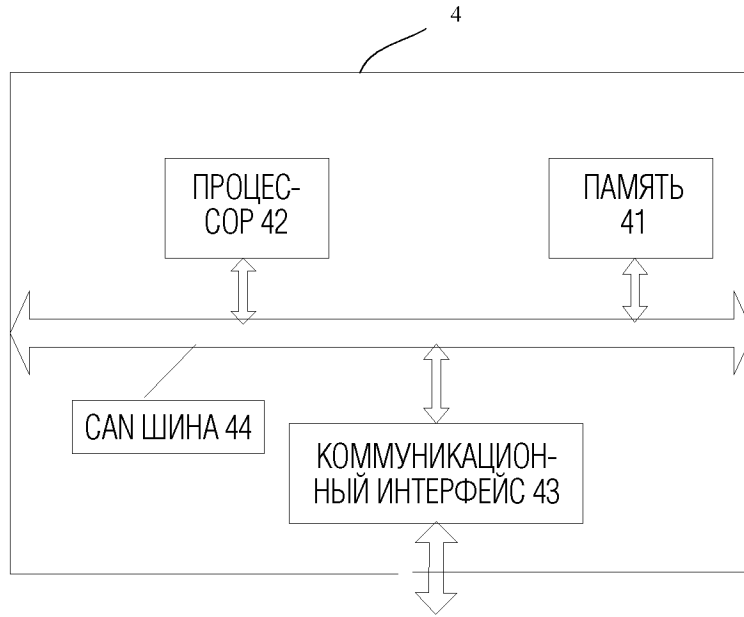 4
ПРОЦЕС-
СОР 42
ПАМЯТЬ
41
CAN ШИНА 44
КОММУНИКАЦИОН-
НЫЙ ИНТЕРФЕЙС 43